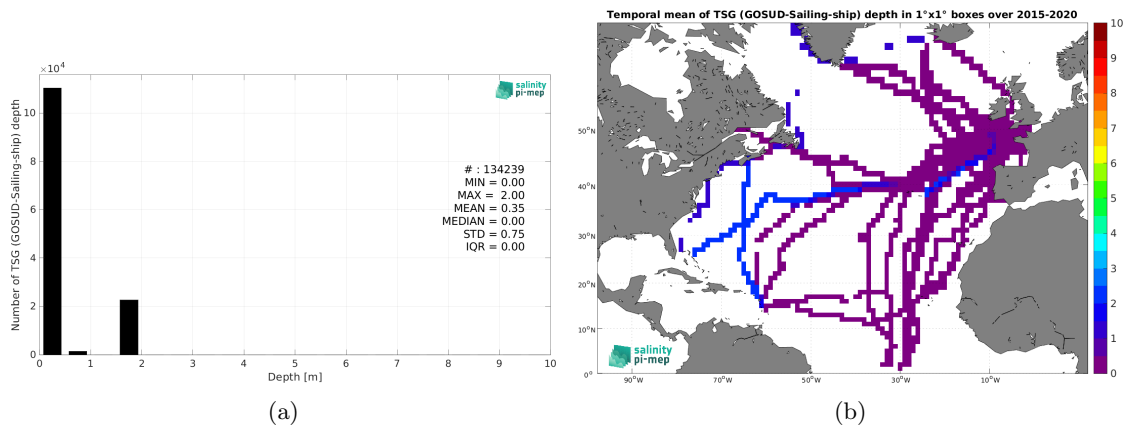 ×10⁴
10
8
6
4
2
0
Number of TSG (GOSUD-Sailing-ship) depth
salinity
pi-mep
# : 134239
MIN = 0.00
MAX = 2.00
MEAN = 0.35
MEDIAN = 0.00
STD = 0.75
IQR = 0.00
0 1 2 3 4 5 6 7 8 9 10
Depth [m]
(a)
Temporal mean of TSG (GOSUD-Sailing-ship) depth in 1°x1° boxes over 2015-2020
50°N
40°N
30°N
20°N
10°N
0°
90°W 70°W 50°W 30°W 10°W
salinity
pi-mep
10
9
8
7
6
5
4
3
2
1
0
(b)